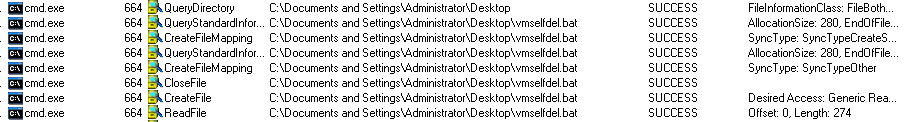 cmd.exe 664 QueryDirectory C:\Documents and Settings\Administrator\Desktop SUCCESS FileInformationClass: FileBoth...
cmd.exe 664 QueryStandardInfor... C:\Documents and Settings\Administrator\Desktop\vmselfdel.bat SUCCESS AllocationSize: 280, EndOfFile...
cmd.exe 664 CreateFileMapping C:\Documents and Settings\Administrator\Desktop\vmselfdel.bat SUCCESS SyncType: SyncTypeCreateS...
cmd.exe 664 QueryStandardInfor... C:\Documents and Settings\Administrator\Desktop\vmselfdel.bat SUCCESS AllocationSize: 280, EndOfFile...
cmd.exe 664 CreateFileMapping C:\Documents and Settings\Administrator\Desktop\vmselfdel.bat SUCCESS SyncType: SyncTypeOther
cmd.exe 664 CloseFile C:\Documents and Settings\Administrator\Desktop\vmselfdel.bat SUCCESS
cmd.exe 664 CreateFile C:\Documents and Settings\Administrator\Desktop\vmselfdel.bat SUCCESS Desired Access: Generic Rea...
cmd.exe 664 ReadFile C:\Documents and Settings\Administrator\Desktop\vmselfdel.bat SUCCESS Offset: 0, Length: 274